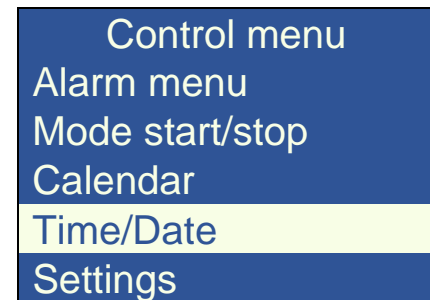 Control menu
Alarm menu
Mode start/stop
Calendar
Time/Date
Settings